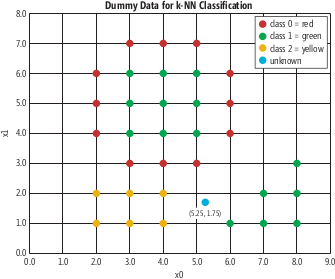 Dummy Data for k-NN Classification
8.0
class 0 = red
class 1 = green
class 2 = yellow
unknown
7.0
6.0
5.0
x1
4.0
3.0
2.0
(5.25, 1.75)
1.0
0.0
0.0 1.0 2.0 3.0 4.0 5.0 6.0 7.0 8.0 9.0
x0